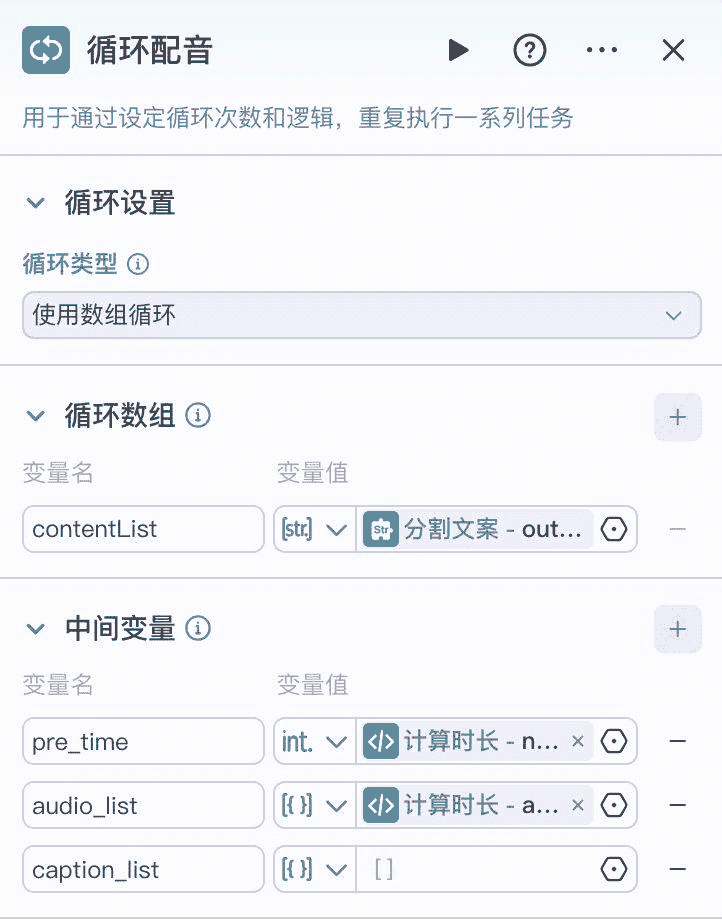 循环配音
用于通过设定循环次数和逻辑，重复执行一系列任务
循环设置
循环类型
使用数组循环
循环数组
变量名 变量值
contentList [str.] Str 分割文案 - out...
中间变量
变量名 变量值
pre_time int. </> 计算时长 - n... ×
audio_list [{}] </> 计算时长 - a... ×
caption_list [{}] []